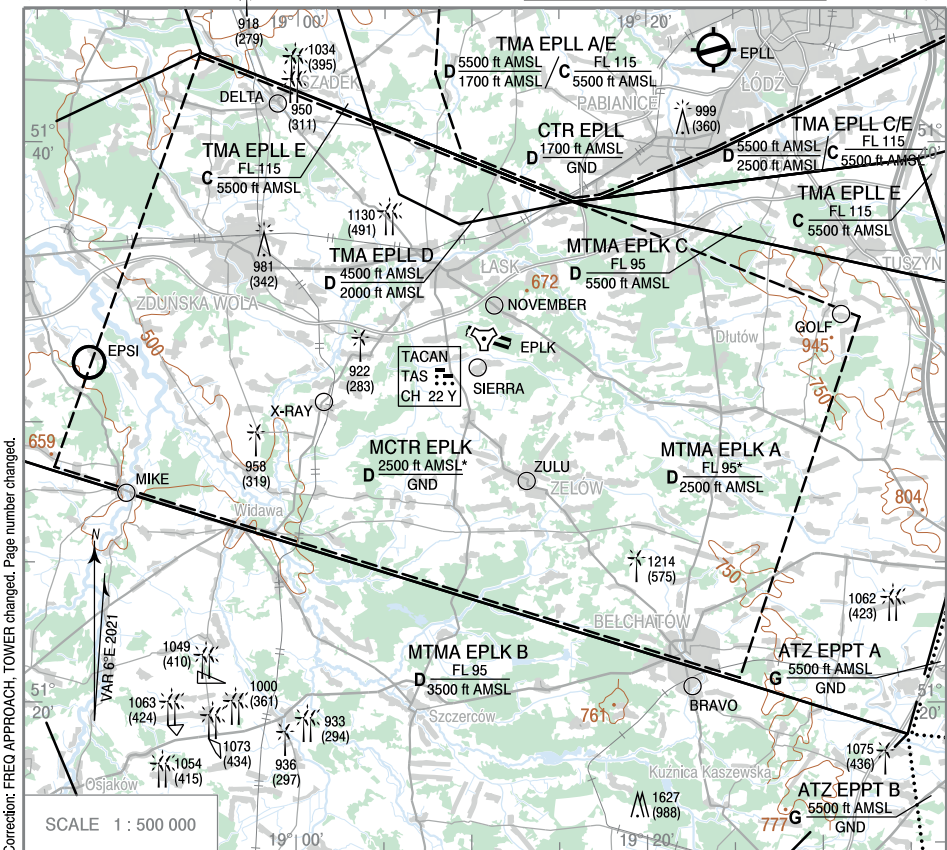 19° 00'
19° 20'
918
(279)
1034
(395)
SZADEK
DELTA
950
(311)
TMA EPLL A/E
D 5500 ft AMSL
1700 ft AMSL
C FL 115
5500 ft AMSL
EPLL
ŁÓDŹ
PABIANICE
999
(360)
51°
40'
CTR EPLL
D 1700 ft AMSL
GND
TMA EPLL C/E
D 5500 ft AMSL
2500 ft AMSL
C FL 115
5500 ft AMSL
40'
TMA EPLL E
C FL 115
5500 ft AMSL
TMA EPLL E
C FL 115
5500 ft AMSL
1130
(491)
981
(342)
TMA EPLL D
D 4500 ft AMSL
2000 ft AMSL
ŁASK
MTMA EPLK C
D FL 95
5500 ft AMSL
TUSZYN
672
ZDUŃSKA WOLA
NOVEMBER
GOLF
945
500
EPSI
922
(283)
TACAN
TAS
CH 22 Y
EPLK
SIERRA
Dłutów
750
X-RAY
659
958
(319)
MCTR EPLK
D 2500 ft AMSL*
GND
MTMA EPLK A
D FL 95*
2500 ft AMSL
MIKE
ZULU
ZELÓW
804
Widawa
N
VAR 6°E 2021
1214
(575)
750
1062
(423)
BEŁCHATÓW
1049
(410)
MTMA EPLK B
D FL 95
3500 ft AMSL
ATZ EPPT A
G 5500 ft AMSL
GND
51°
20'
51°
20'
1063
(424)
1000
(361)
933
(294)
Szczerców
761
BRAVO
1073
(434)
936
(297)
1054
(415)
1075
(436)
Osjaków
Kuźnica Kaszewska
1627
(988)
ATZ EPPT B
G 5500 ft AMSL
GND
777
SCALE 1 : 500 000
19° 00'
19° 20'
Correction: FREQ APPROACH, TOWER changed. Page number changed.